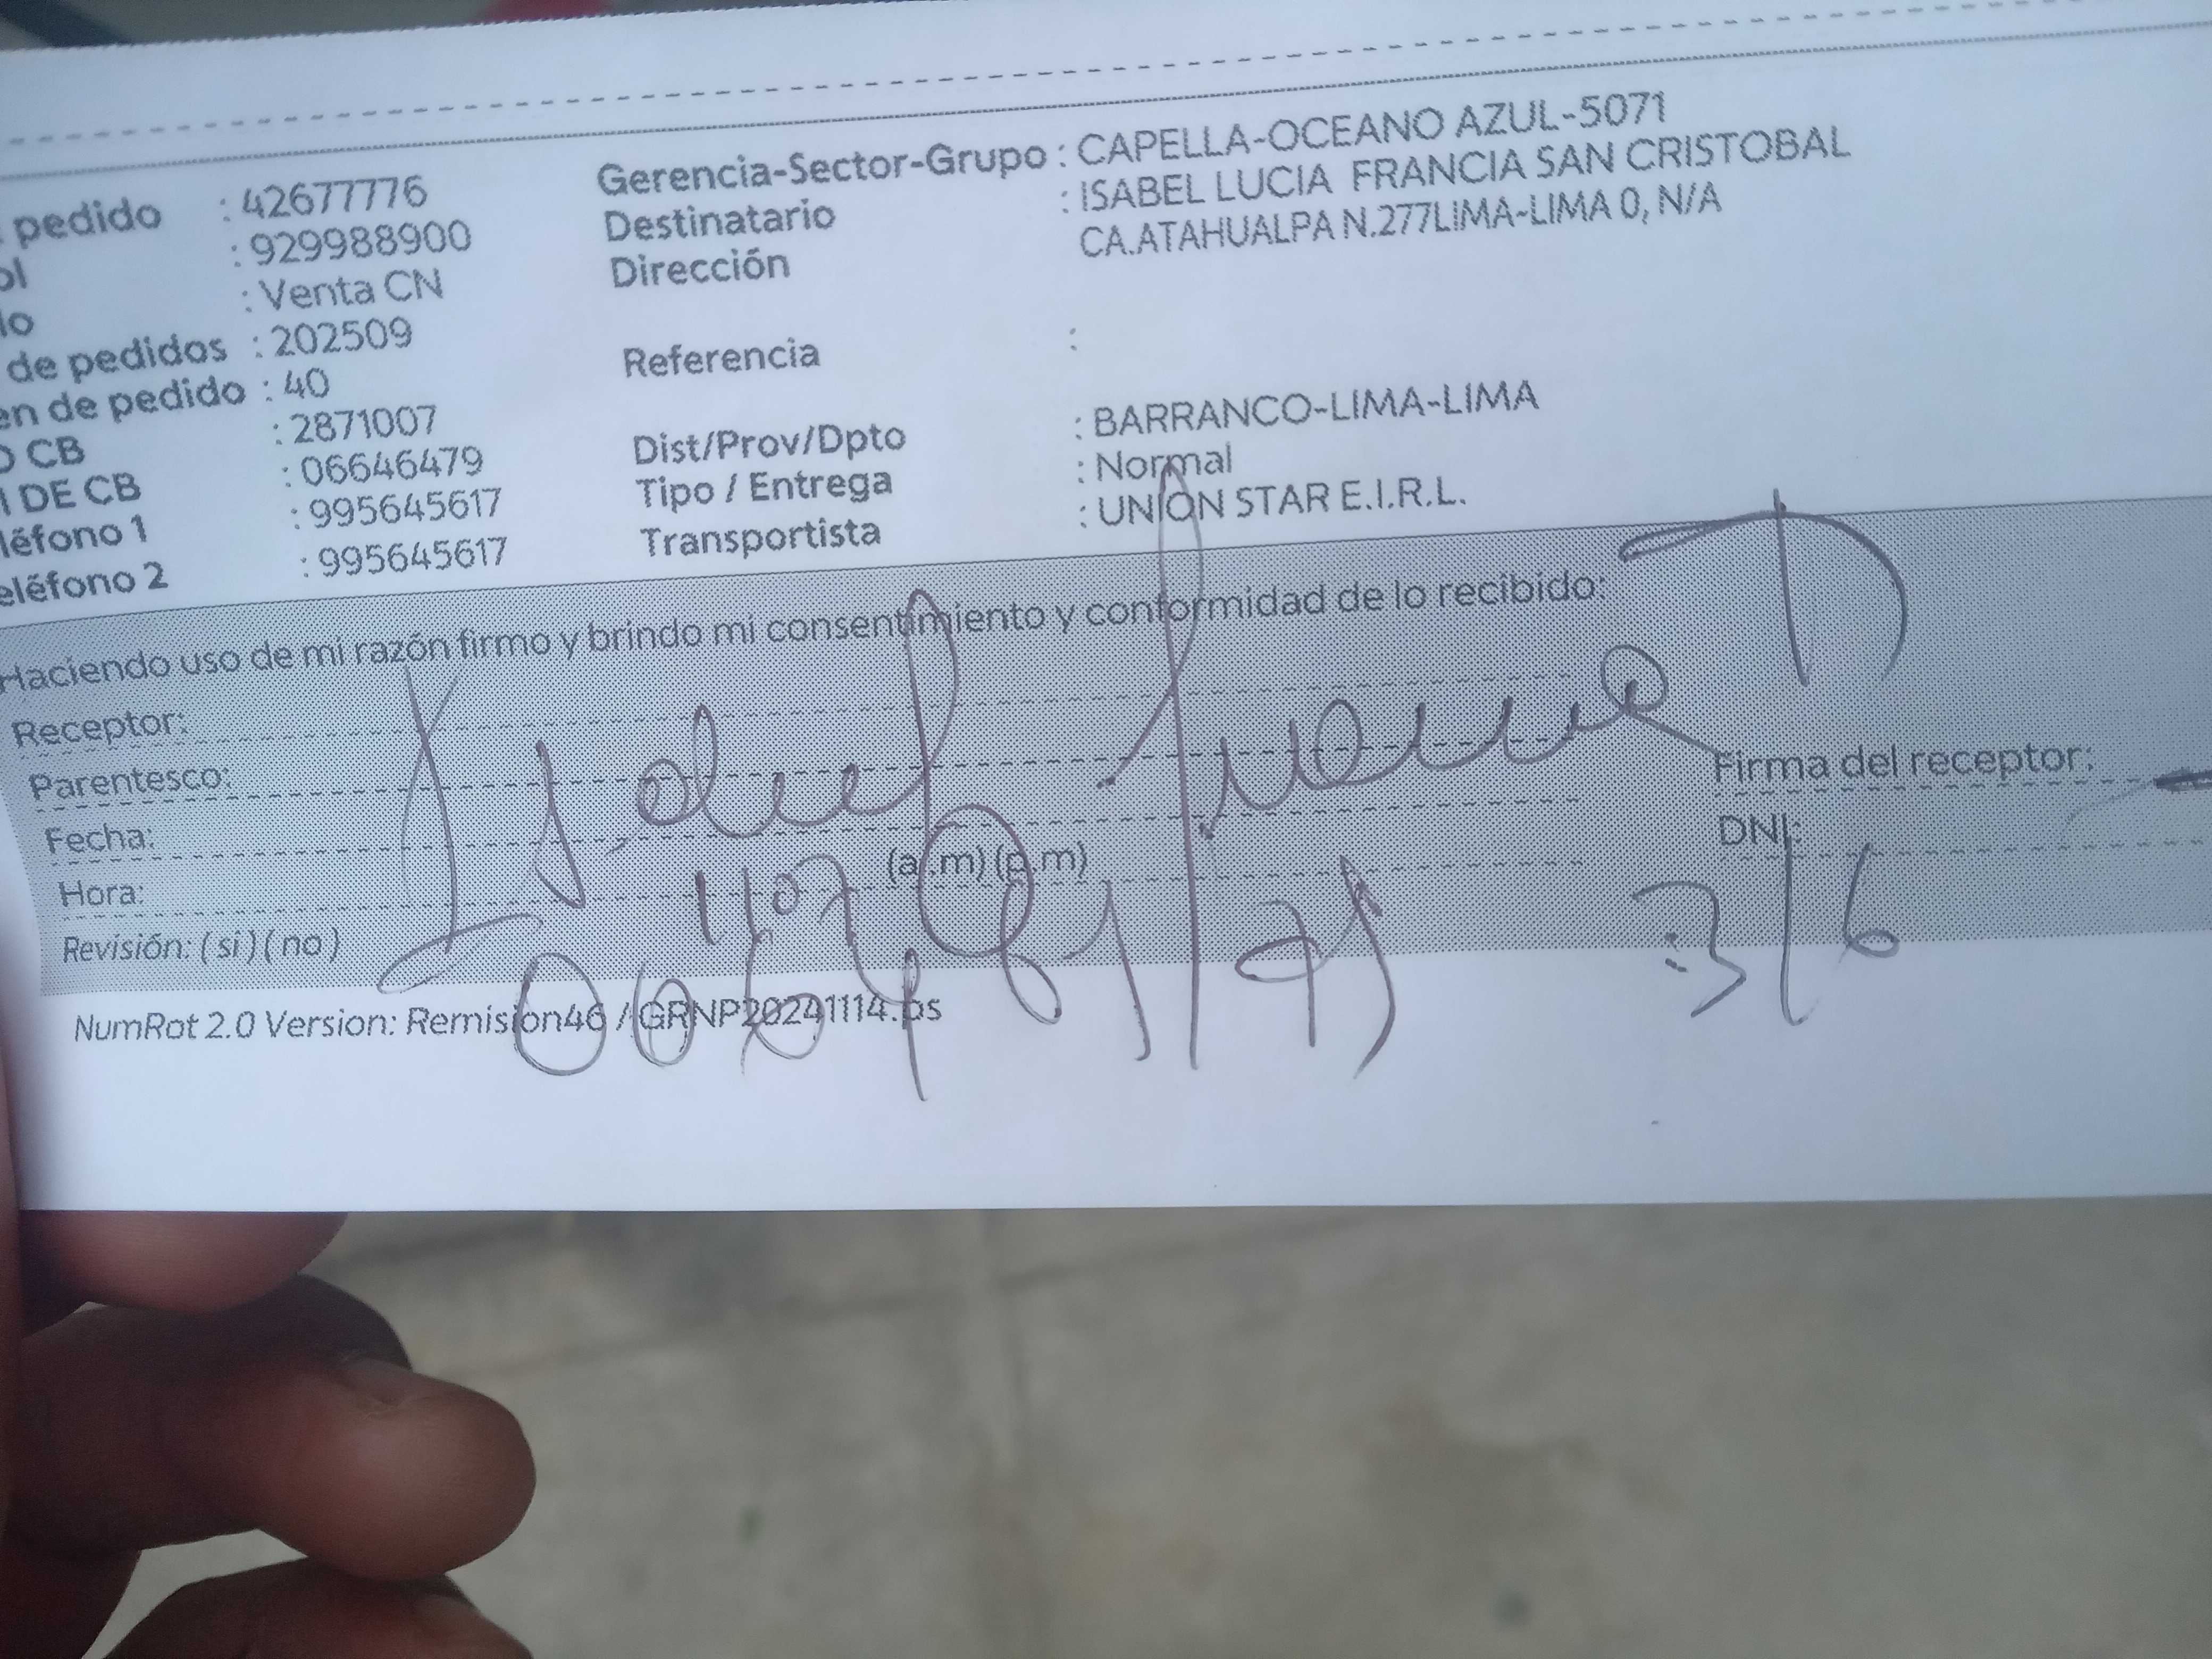 Gerencia-Sector-Grupo : CAPELLA-OCEANO AZUL-5071
pedido : 42677776
Destinatario : ISABEL LUCIA FRANCIA SAN CRISTOBAL
ol : 929988900
Dirección CA.ATAHUALPA N.277LIMA-LIMA 0, N/A
lo : Venta CN
de pedidos : 202509
Referencia :
en de pedido : 40
O CB : 2871007
Dist/Prov/Dpto : BARRANCO-LIMA-LIMA
DE CB : 06646479
Tipo / Entrega : Normal
léfono 1 : 995645617
Transportista : UNION STAR E.I.R.L.
eléfono 2 : 995645617
Haciendo uso de mi razón firmo y brindo mi consentimiento y conformidad de lo recibido:
Receptor:
Parentesco:
Firma del receptor:
Fecha:
DNI:
Hora: (a.m) (p.m)
Revisión: ( si ) ( no )
316
NumRot 2.0 Version: Remision46 / GRNP20241114.ps